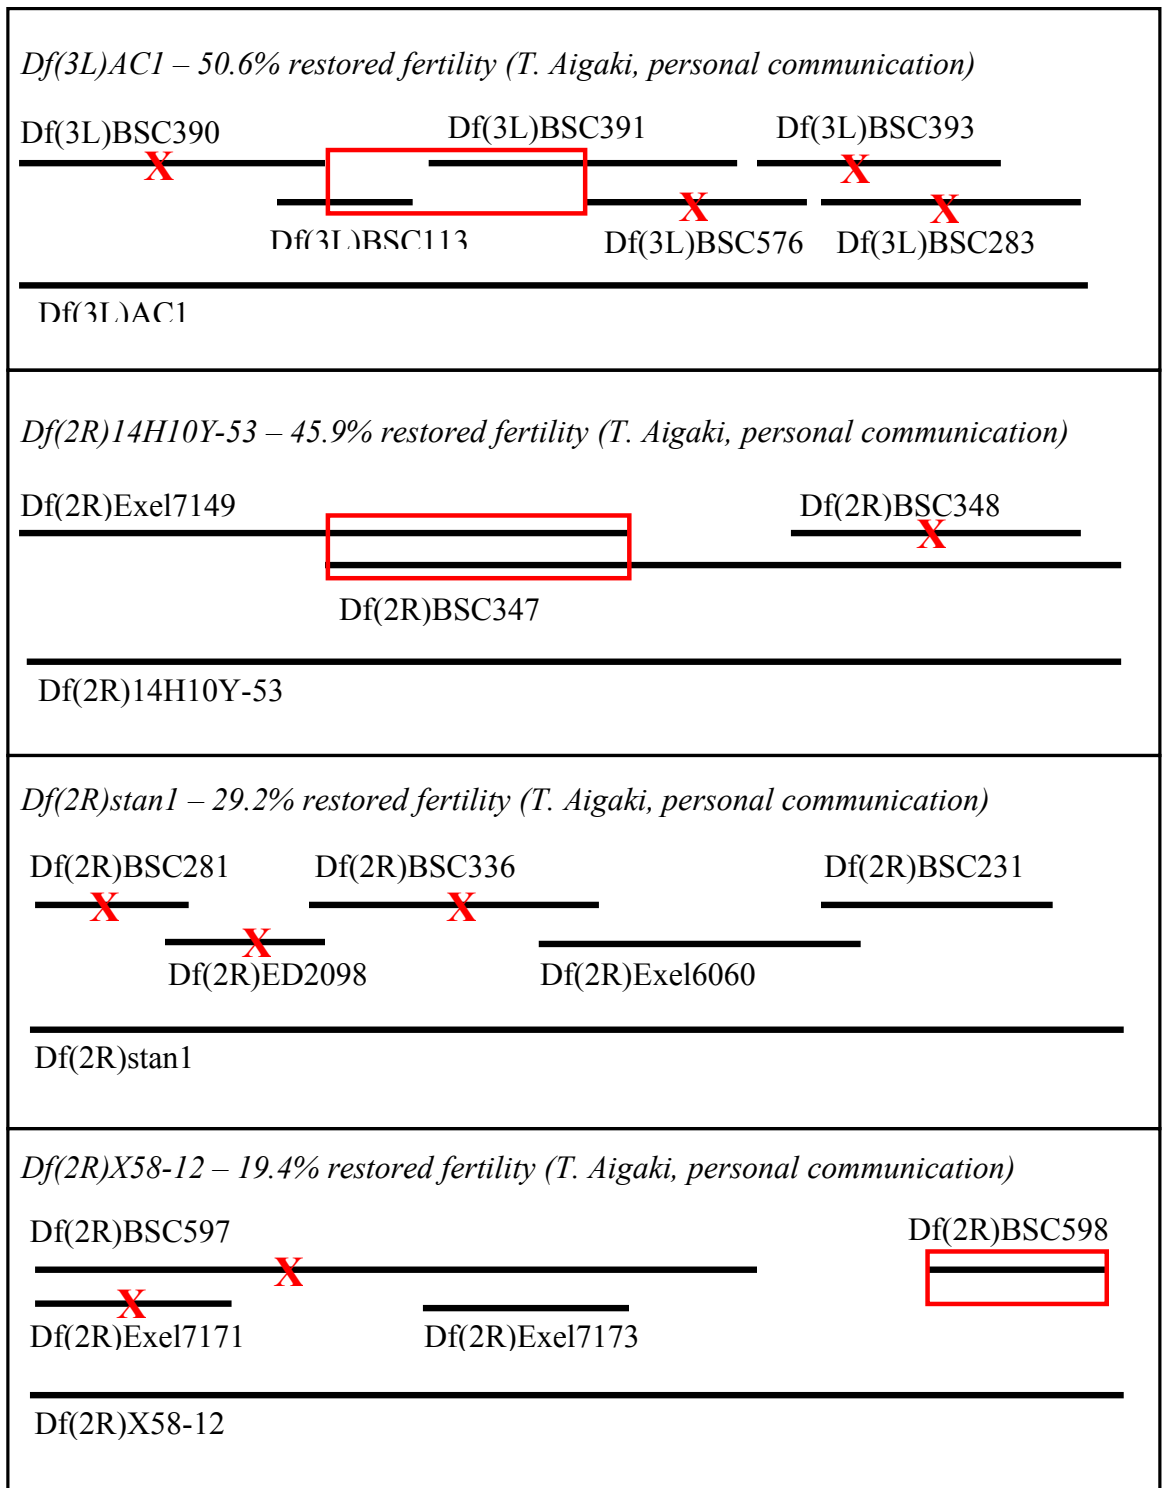 Df(3L)AC1 – 50.6% restored fertility (T. Aigaki, personal communication)
Df(3L)BSC390
Df(3L)BSC391
Df(3L)BSC393
X
X
X
X
Df(3L)BSC113
Df(3L)BSC576
Df(3L)BSC283
Df(3L)AC1
Df(2R)14H10Y-53 – 45.9% restored fertility (T. Aigaki, personal communication)
Df(2R)Exel7149
Df(2R)BSC348
X
Df(2R)BSC347
Df(2R)14H10Y-53
Df(2R)stan1 – 29.2% restored fertility (T. Aigaki, personal communication)
Df(2R)BSC281
Df(2R)BSC336
Df(2R)BSC231
X
X
X
Df(2R)ED2098
Df(2R)Exel6060
Df(2R)stan1
Df(2R)X58-12 – 19.4% restored fertility (T. Aigaki, personal communication)
Df(2R)BSC597
Df(2R)BSC598
X
X
Df(2R)Exel7171
Df(2R)Exel7173
Df(2R)X58-12